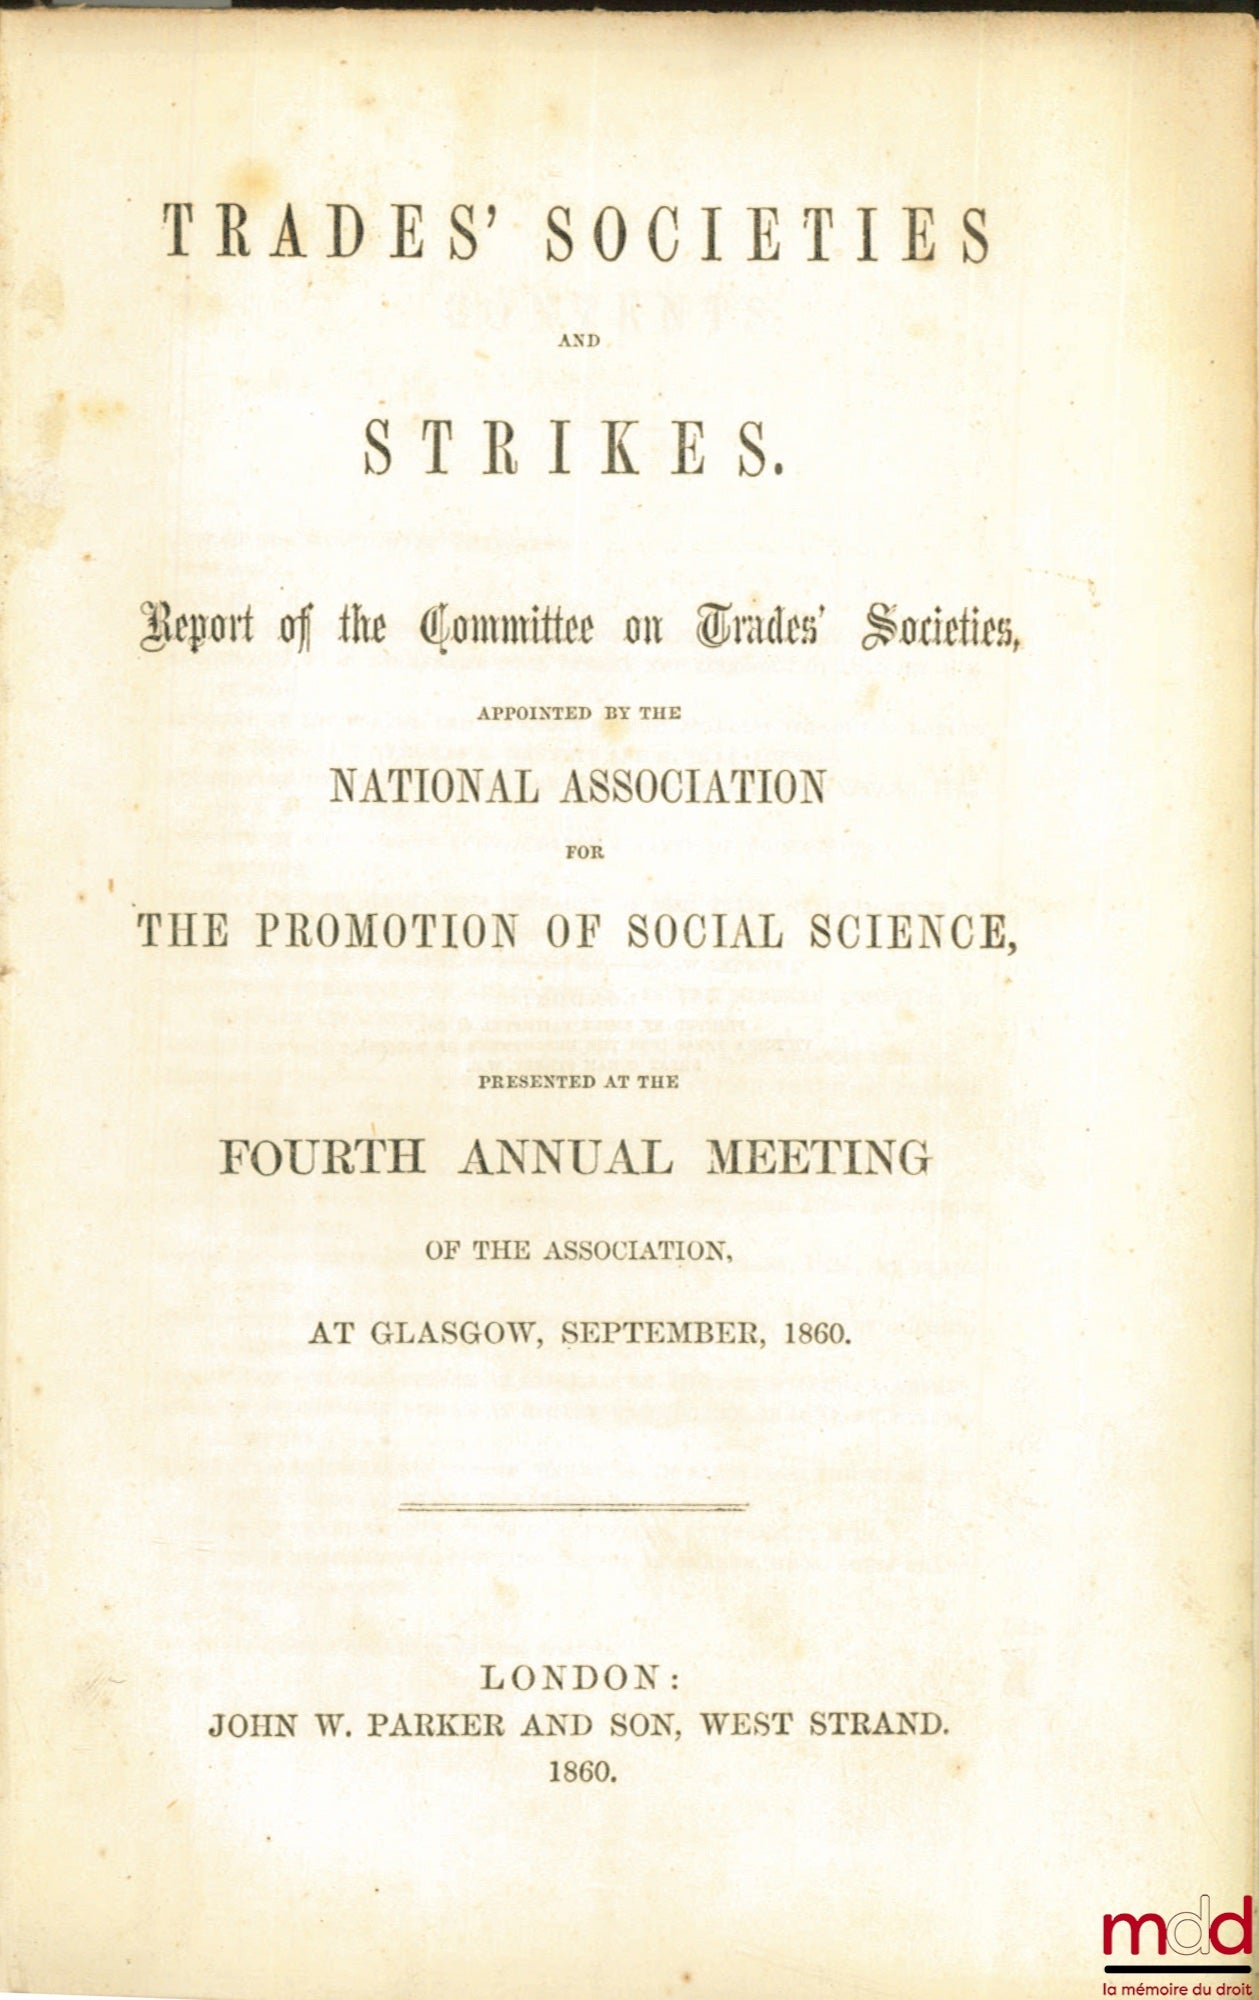 TRADES' SOCIETIES
AND
STRIKES.
Report of the Committee on Trades' Societies,
APPOINTED BY THE
NATIONAL ASSOCIATION
FOR
THE PROMOTION OF SOCIAL SCIENCE,
PRESENTED AT THE
FOURTH ANNUAL MEETING
OF THE ASSOCIATION,
AT GLASGOW, SEPTEMBER, 1860.
LONDON:
JOHN W. PARKER AND SON, WEST STRAND.
1860.
mdd
la mémoire du droit